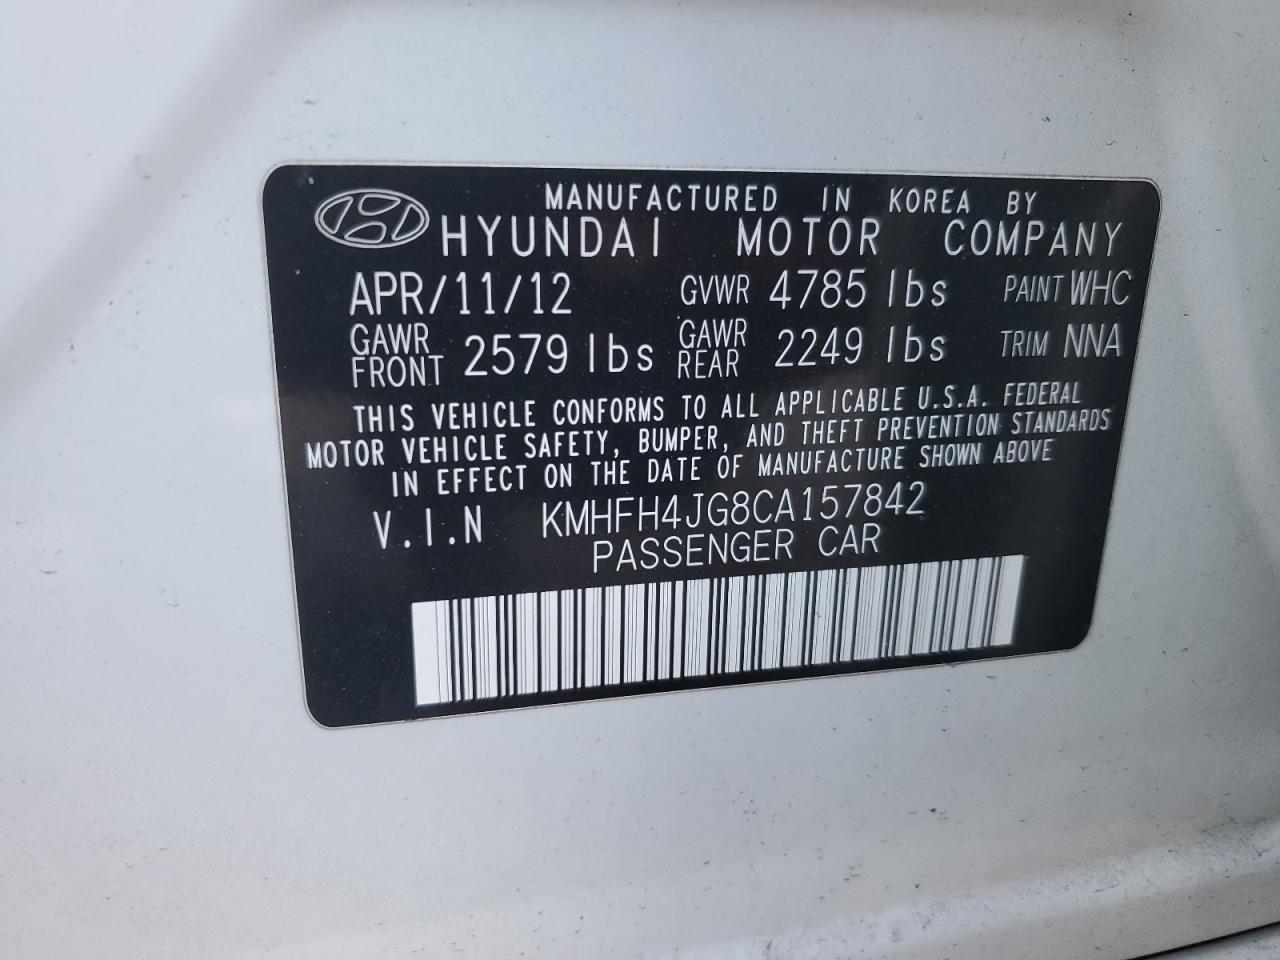 MANUFACTURED IN KOREA BY
HYUNDAI MOTOR COMPANY
APR/11/12 GVWR 4785 lbs PAINT WHC
GAWR FRONT 2579 lbs GAWR REAR 2249 lbs TRIM NNA
THIS VEHICLE CONFORMS TO ALL APPLICABLE U.S.A. FEDERAL
MOTOR VEHICLE SAFETY, BUMPER, AND THEFT PREVENTION STANDARDS
IN EFFECT ON THE DATE OF MANUFACTURE SHOWN ABOVE
V.I.N KMHFH4JG8CA157842
PASSENGER CAR